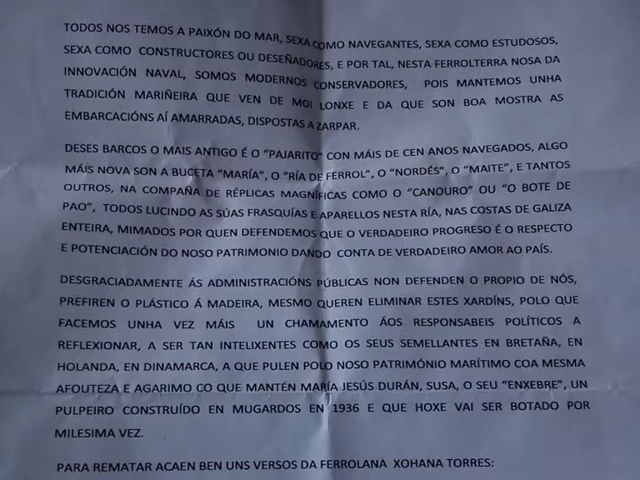 TODOS NOS TEMOS A PAIXÓN DO MAR, SEXA COMO NAVEGANTES, SEXA COMO ESTUDOSOS,
SEXA COMO CONSTRUCTORES OU DESEÑADORES, E POR TAL, NESTA FERROLTERRA NOSA DA
INNOVACIÓN NAVAL, SOMOS MODERNOS CONSERVADORES, POIS MANTEMOS UNHA
TRADICIÓN MARIÑEIRA QUE VEN DE MOI LONXE E DA QUE SON BOA MOSTRA AS
EMBARCACIÓNS AÍ AMARRADAS, DISPOSTAS A ZARPAR.
DESES BARCOS O MAIS ANTIGO É O "PAJARITO" CON MÁIS DE CEN ANOS NAVEGADOS, ALGO
MÁIS NOVA SON A BUCETA "MARÍA", O "RÍA DE FERROL", O "NORDÉS", O "MAITE", E TANTOS
OUTROS, NA COMPAÑA DE RÉPLICAS MAGNÍFICAS COMO O "CANOURO" OU "O BOTE DE
PAO", TODOS LUCINDO AS SÚAS FRASQUÍAS E APARELLOS NESTA RÍA, NAS COSTAS DE GALIZA
ENTEIRA, MIMADOS POR QUEN DEFENDEMOS QUE O VERDADEIRO PROGRESO É O RESPECTO
E POTENCIACIÓN DO NOSO PATRIMONIO DANDO CONTA DE VERDADEIRO AMOR AO PAÍS.
DESGRACIADAMENTE ÁS ADMINISTRACIÓNS PÚBLICAS NON DEFENDEN O PROPIO DE NÓS,
PREFIREN O PLÁSTICO Á MADEIRA, MESMO QUEREN ELIMINAR ESTES XARDÍNS, POLO QUE
FACEMOS UNHA VEZ MÁIS UN CHAMAMENTO ÁOS RESPONSABEIS POLÍTICOS A
REFLEXIONAR, A SER TAN INTELIXENTES COMO OS SEUS SEMELLANTES EN BRETAÑA, EN
HOLANDA, EN DINAMARCA, A QUE PULEN POLO NOSO PATRIMÓNIO MARÍTIMO COA MESMA
AFOUTEZA E AGARIMO CO QUE MANTÉN MARÍA JESÚS DURÁN, SUSA, O SEU "ENXEBRE", UN
PULPEIRO CONSTRUÍDO EN MUGARDOS EN 1936 E QUE HOXE VAI SER BOTADO POR
MILESIMA VEZ.
PARA REMATAR ACAEN BEN UNS VERSOS DA FERROLANA XOHANA TORRES: